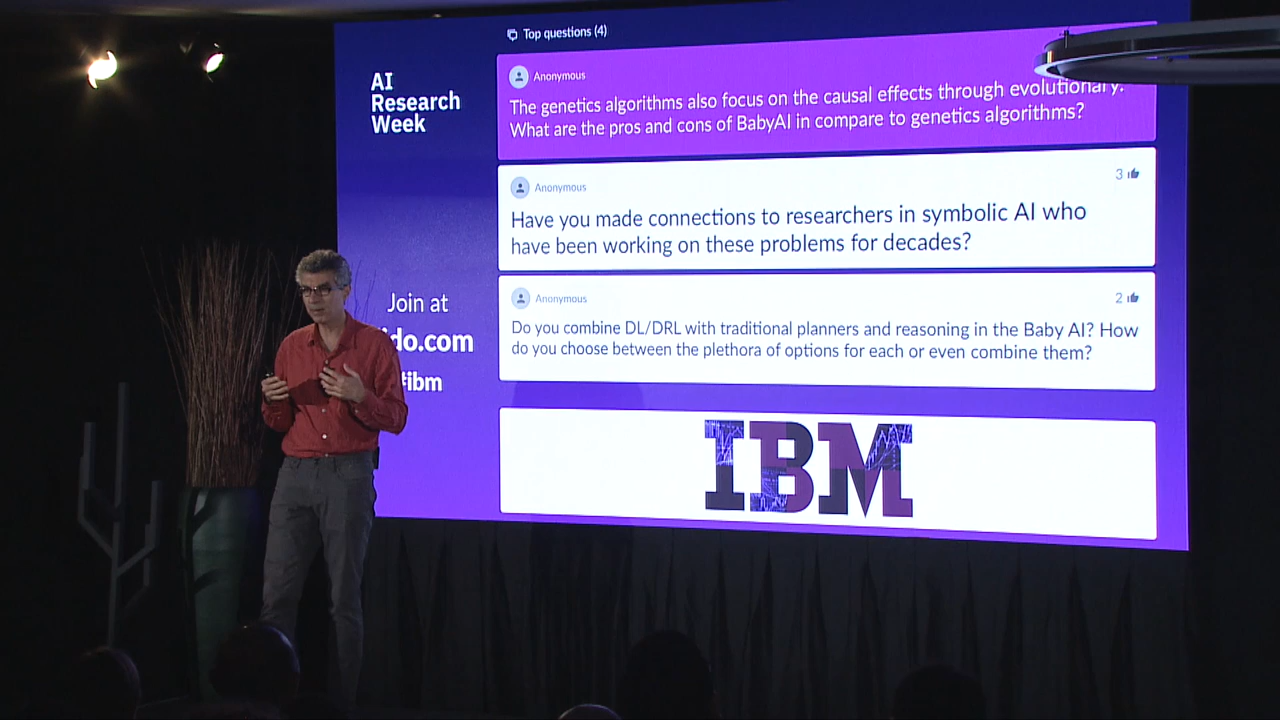 Top questions (4)
AI
Research
Week
Anonymous
The genetics algorithms also focus on the causal effects through evolutionary.
What are the pros and cons of BabyAI in compare to genetics algorithms?
Anonymous
3
Have you made connections to researchers in symbolic AI who
have been working on these problems for decades?
Anonymous
2
Do you combine DL/DRL with traditional planners and reasoning in the Baby AI? How
do you choose between the plethora of options for each or even combine them?
Join at
ido.com
#ibm
IBM